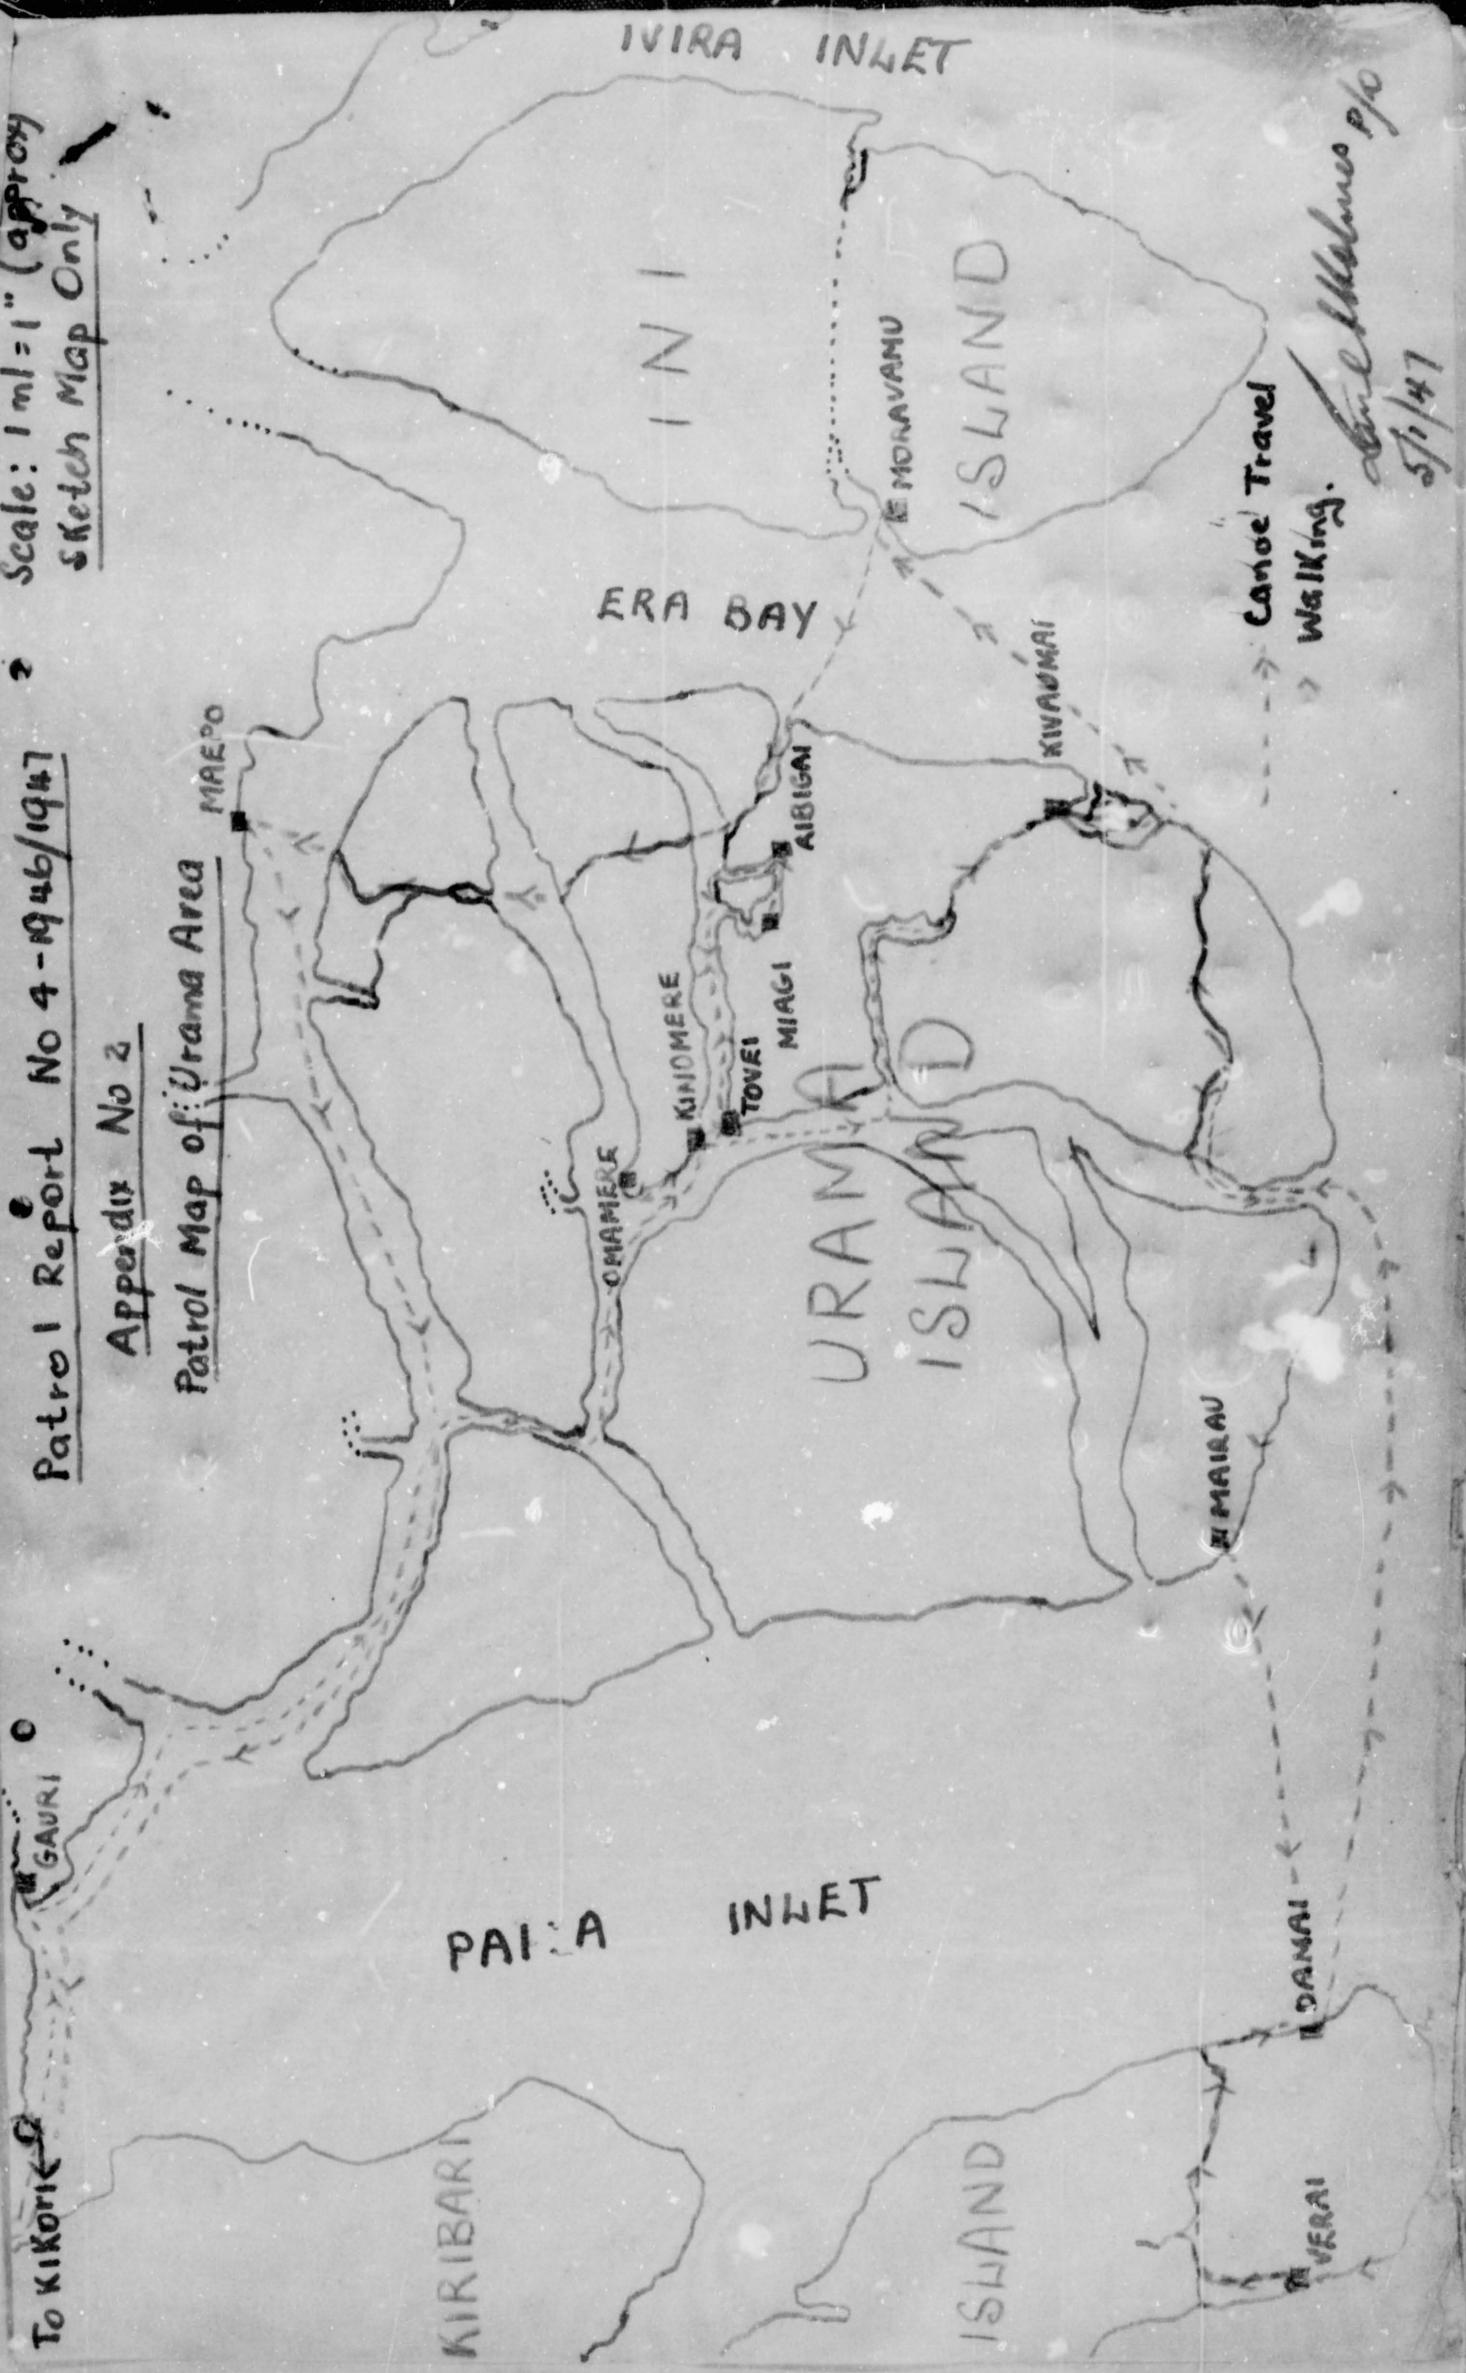 Patrol Report No 4-1946/1947
Appendix No 2
Patrol Map of Urama Area
Scale: 1 ml = 1" (approx
Sketch Map Only
To KIKORI
GAURI
MAEPO
IVIRA INLET
KIRIBARI
ISLAND
PAI A INLET
ERA BAY
INI
ISLAND
MORAVAMU
OMAMERE
KINOMERE
TOVEI
MIAGI
AIBIGAI
URAMA
ISLAND
KIVAUMAI
MAIRAU
VERAI
DAMAI
Canoe Travel
Walking.
P/O
5/1/47